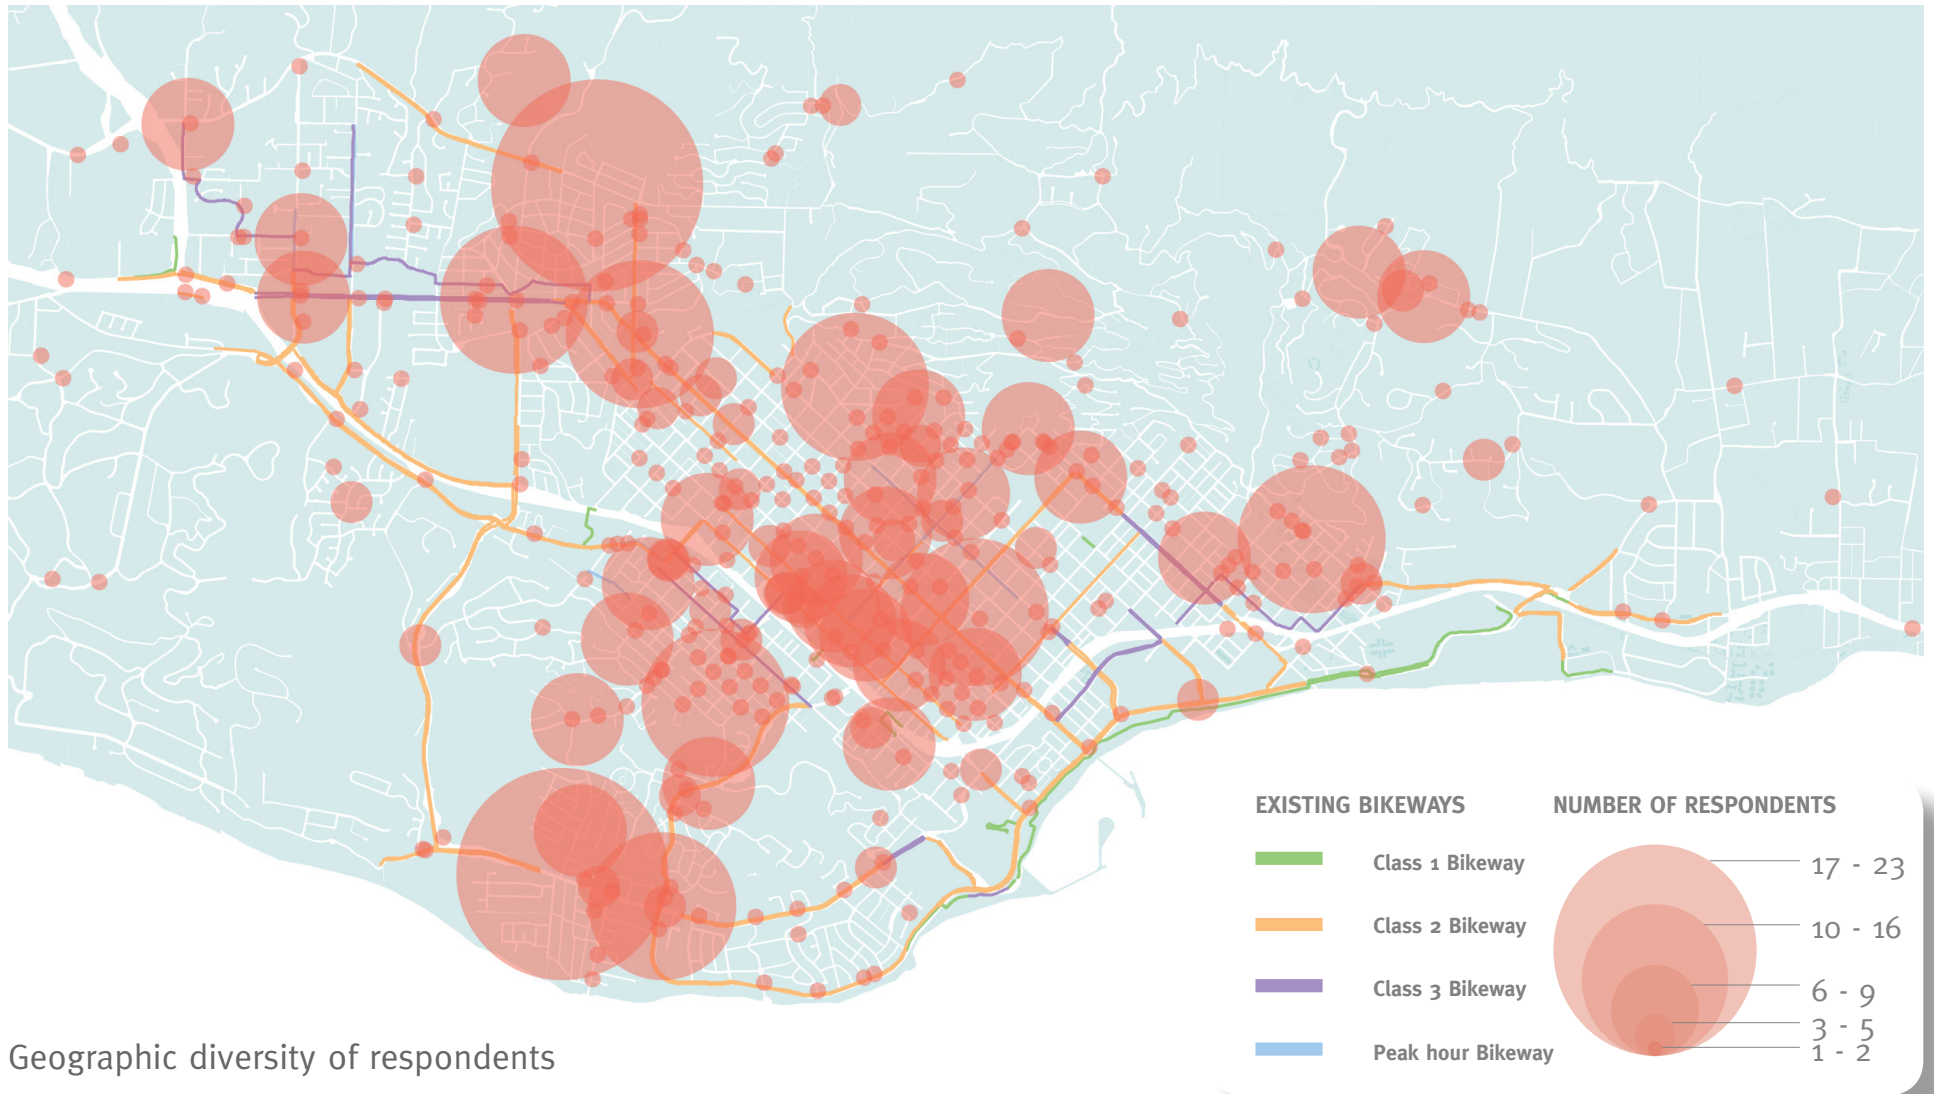 EXISTING BIKEWAYS
Class 1 Bikeway
Class 2 Bikeway
Class 3 Bikeway
Peak hour Bikeway
NUMBER OF RESPONDENTS
17 - 23
10 - 16
6 - 9
3 - 5
1 - 2
Geographic diversity of respondents